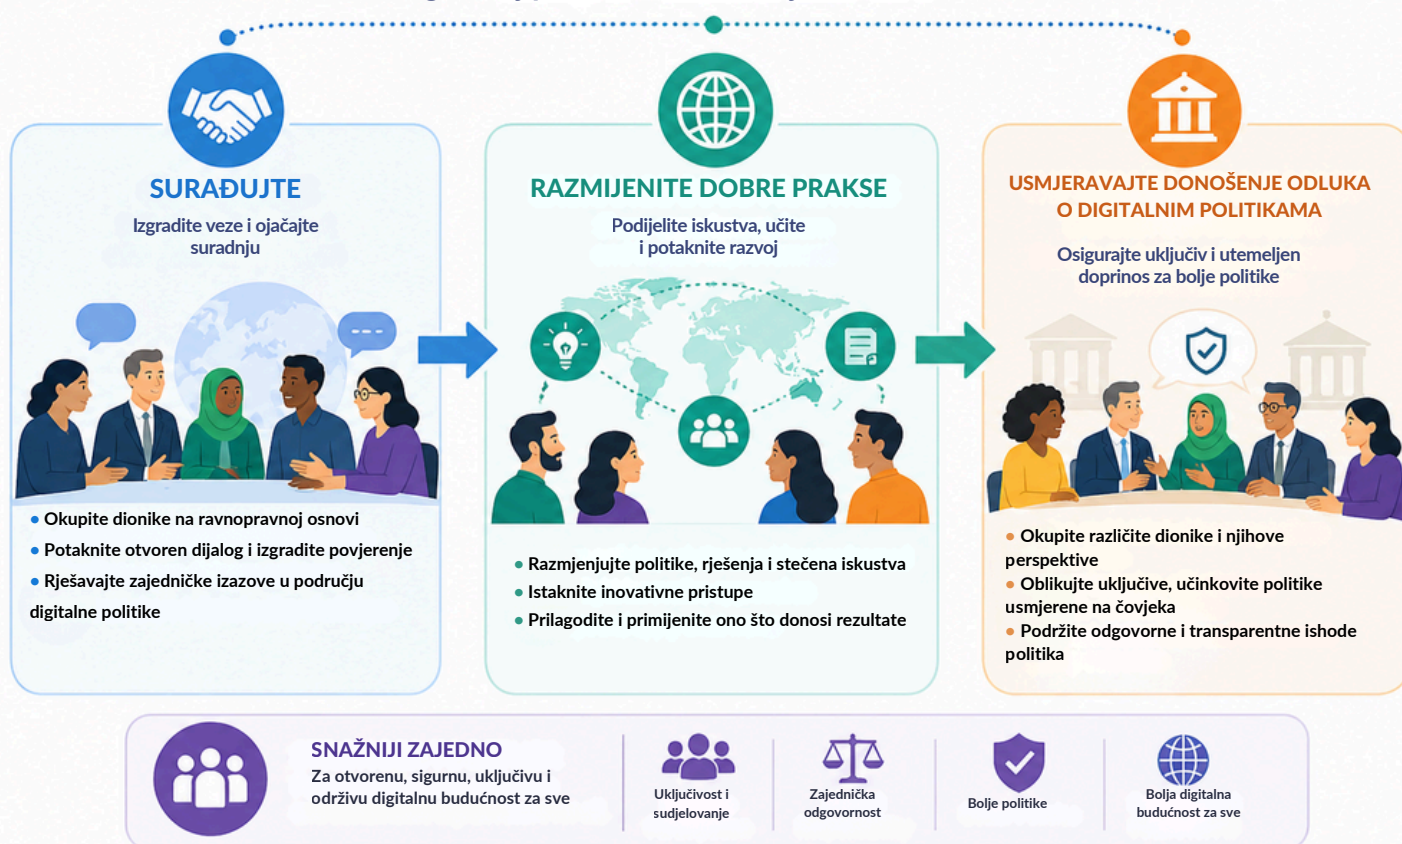 SURAĐUJTE
Izgradite veze i ojačajte
suradnju
• Okupite dionike na ravnopravnoj osnovi
• Potaknite otvoren dijalog i izgradite povjerenje
• Rješavajte zajedničke izazove u području
digitalne politike
RAZMIJENITE DOBRE PRAKSE
Podijelite iskustva, učite
i potaknite razvoj
• Razmjenjujte politike, rješenja i stečena iskustva
• Istaknite inovativne pristupe
• Prilagodite i primijenite ono što donosi rezultate
USMJERAVAJTE DONOŠENJE ODLUKA
O DIGITALNIM POLITIKAMA
Osigurajte uključiv i utemeljen
doprinos za bolje politike
• Okupite različite dionike i njihove
perspektive
• Oblikujte uključive, učinkovite politike
usmjerene na čovjeka
• Podržite odgovorne i transparentne ishode
politika
SNAŽNIJI ZAJEDNO
Za otvorenu, sigurnu, uključivu i
održivu digitalnu budućnost za sve
Uključivost i
sudjelovanje
Zajednička
odgovornost
Bolje politike
Bolja digitalna
budućnost za sve